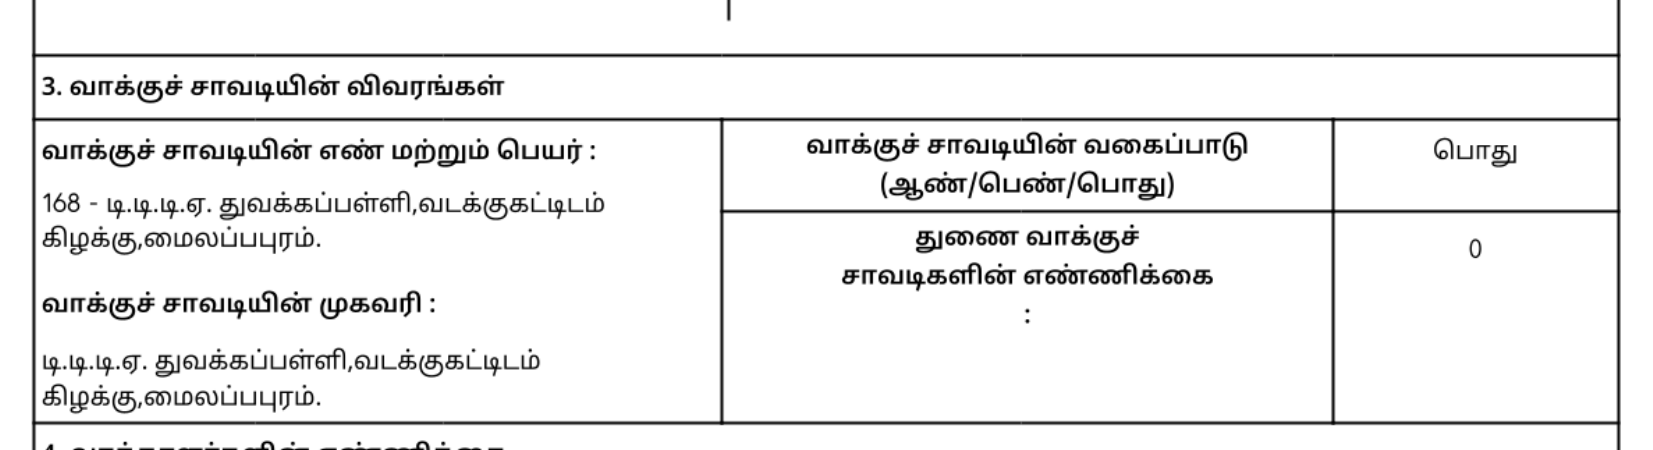 3. வாக்குச் சாவடியின் விவரங்கள்
வாக்குச் சாவடியின் எண் மற்றும் பெயர் :
168 - டி.டி.டி.ஏ. துவக்கப்பள்ளி,வடக்குகட்டிடம்
கிழக்கு,மைலப்பபுரம்.
வாக்குச் சாவடியின் முகவரி :
டி.டி.டி.ஏ. துவக்கப்பள்ளி,வடக்குகட்டிடம்
கிழக்கு,மைலப்பபுரம்.
வாக்குச் சாவடியின் வகைப்பாடு
(ஆண்/பெண்/பொது)
பொது
துணை வாக்குச்
சாவடிகளின் எண்ணிக்கை
:
0